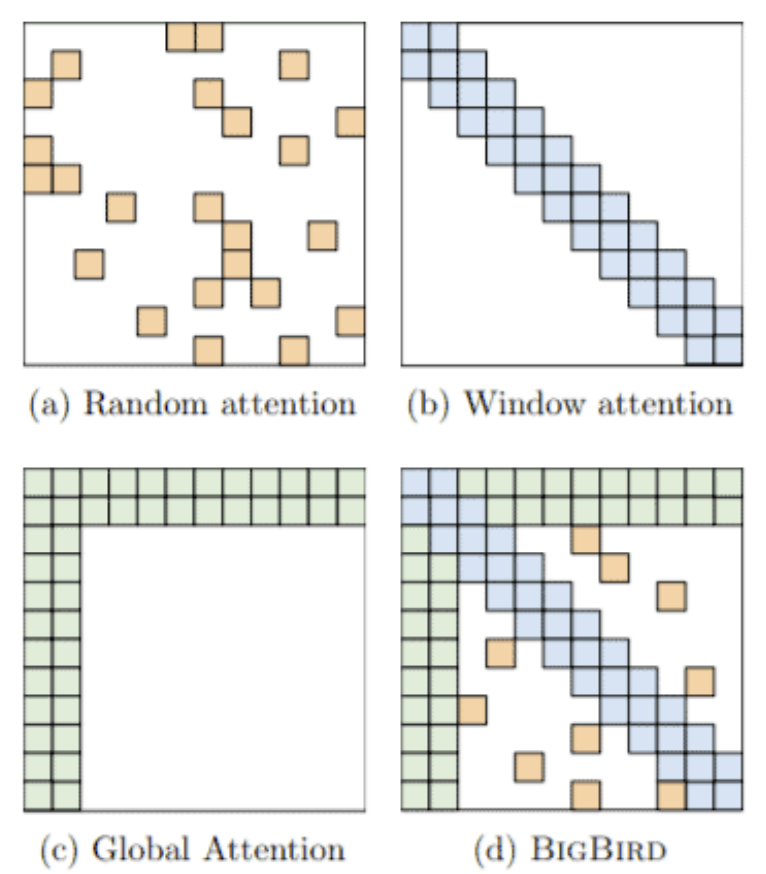 (a) Random attention
(b) Window attention
(c) Global Attention
(d) BIGBIRD